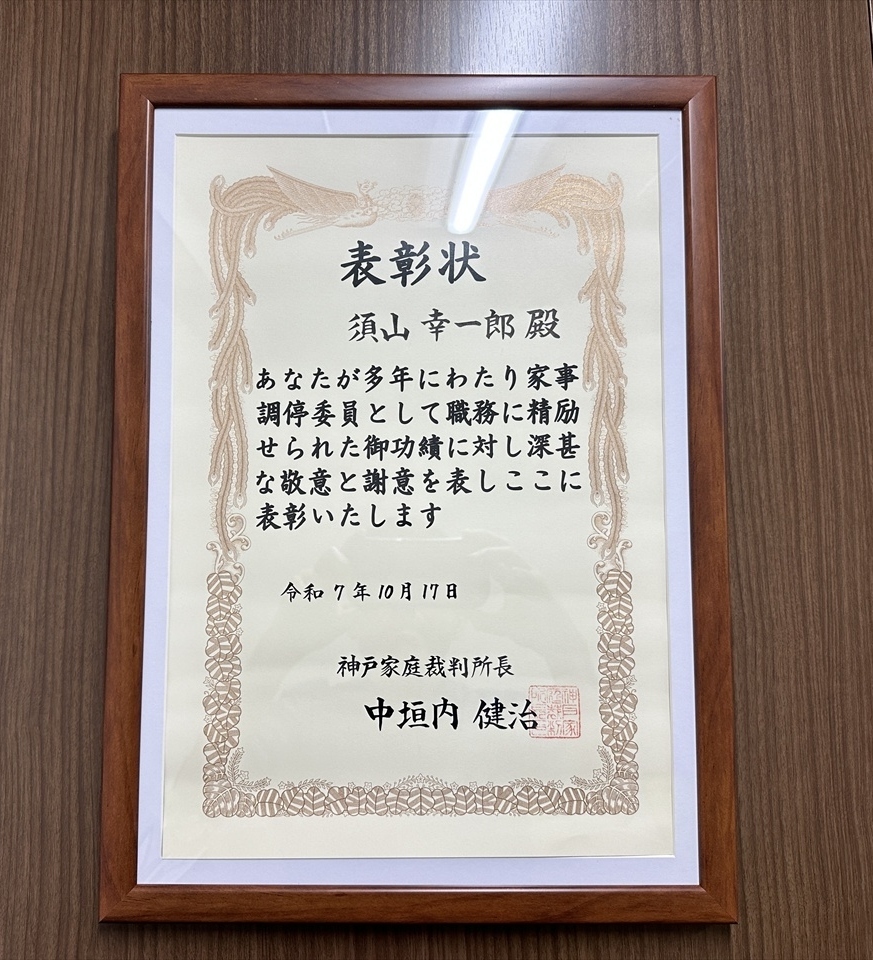 表彰状
須山 幸一郎 殿
あなたが多年にわたり家事
調停委員として職務に精励
せられた御功績に対し深甚
な敬意と謝意を表しここに
表彰いたします
令和7年10月17日
神戸家庭裁判所長
中垣内 健治